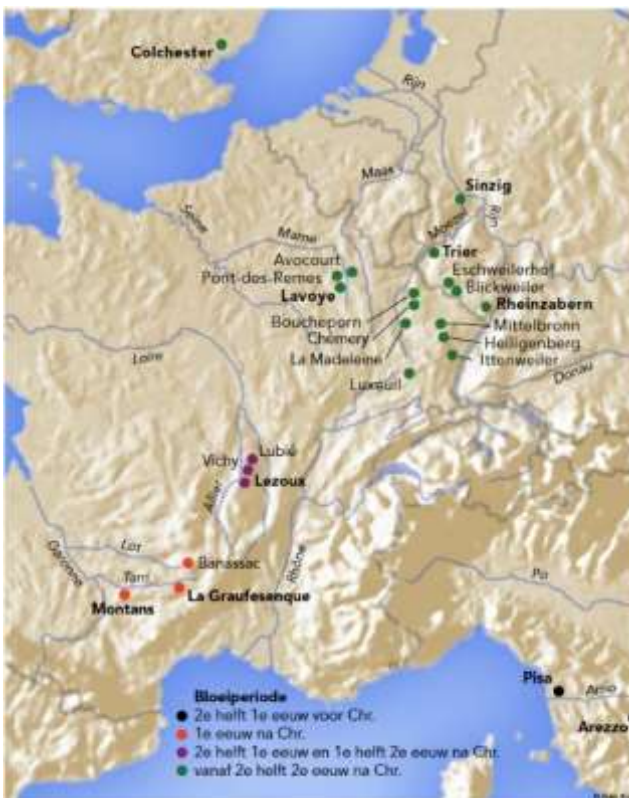 Colchester
Rijn
Maas
Sinzig
Seine
Moezel
Rijn
Marne
Trier
Avocourt
Eschweilerhof
Pont-des-Remes
Blickweiler
Lavoye
Rheinzabern
Boucheporn
Mittelbronn
Chémery
Heiligenberg
La Madeleine
Ittenweiler
Loire
Donau
Luxeuil
Lubié
Vichy
Lezoux
Allier
Lot
Banassac
Garonne
Tarn
Rhône
Po
La Graufesenque
Montans
Pisa
Arno
Arezzo
Bloeiperiode
2e helft 1e eeuw voor Chr.
1e eeuw na Chr.
2e helft 1e eeuw en 1e helft 2e eeuw na Chr.
vanaf 2e helft 2e eeuw na Chr.